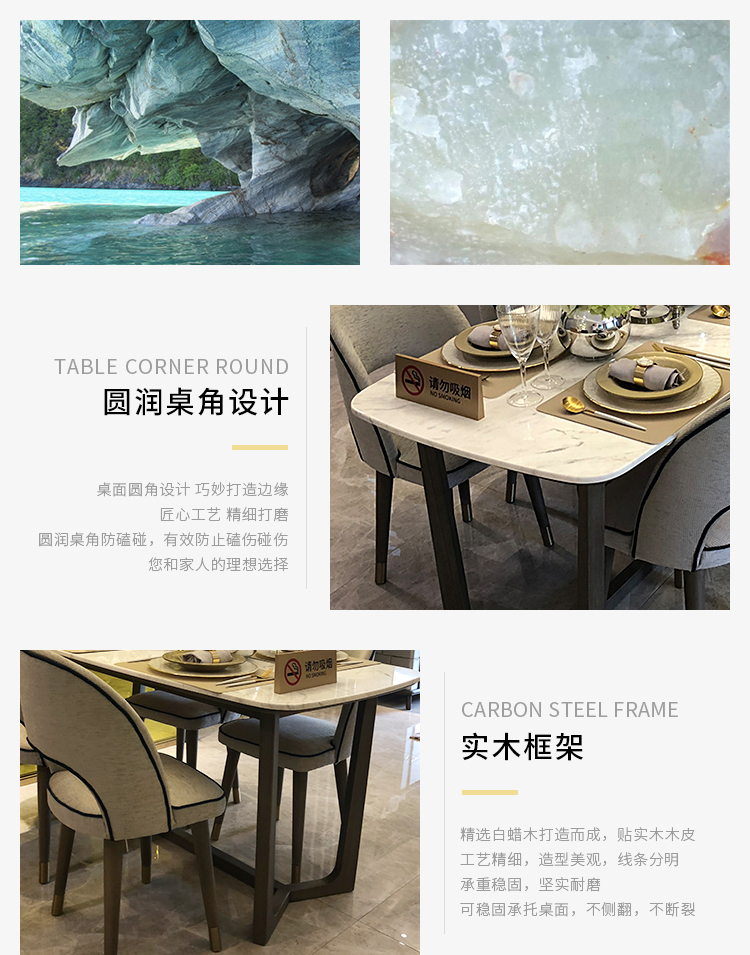 TABLE CORNER ROUND
圆润桌角设计
桌面圆角设计 巧妙打造边缘
匠心工艺 精细打磨
圆润桌角防磕碰，有效防止磕伤碰伤
您和家人的理想选择
请勿吸烟
NO SMOKING
请勿吸烟
NO SMOKING
CARBON STEEL FRAME
实木框架
精选白蜡木打造而成，贴实木木皮
工艺精细，造型美观，线条分明
承重稳固，坚实耐磨
可稳固承托桌面，不侧翻，不断裂